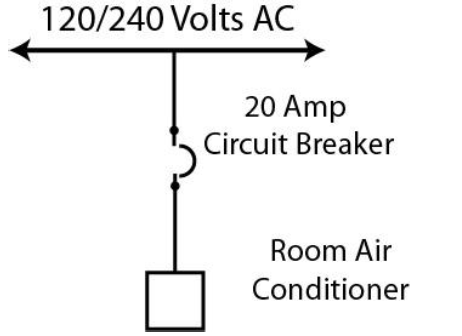 120/240 Volts AC
20 Amp
Circuit Breaker
Room Air
Conditioner